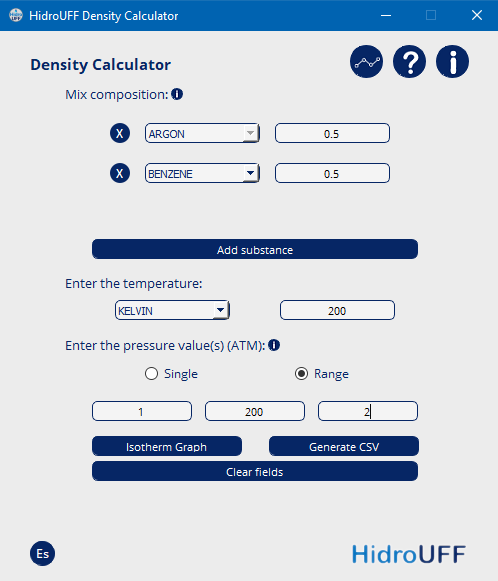 HidroUFF Density Calculator
Density Calculator
Mix composition:
X ARGON 0.5
X BENZENE 0.5
Add substance
Enter the temperature:
KELVIN 200
Enter the pressure value(s) (ATM):
Single Range
1 200 2
Isotherm Graph Generate CSV
Clear fields
Es HidroUFF